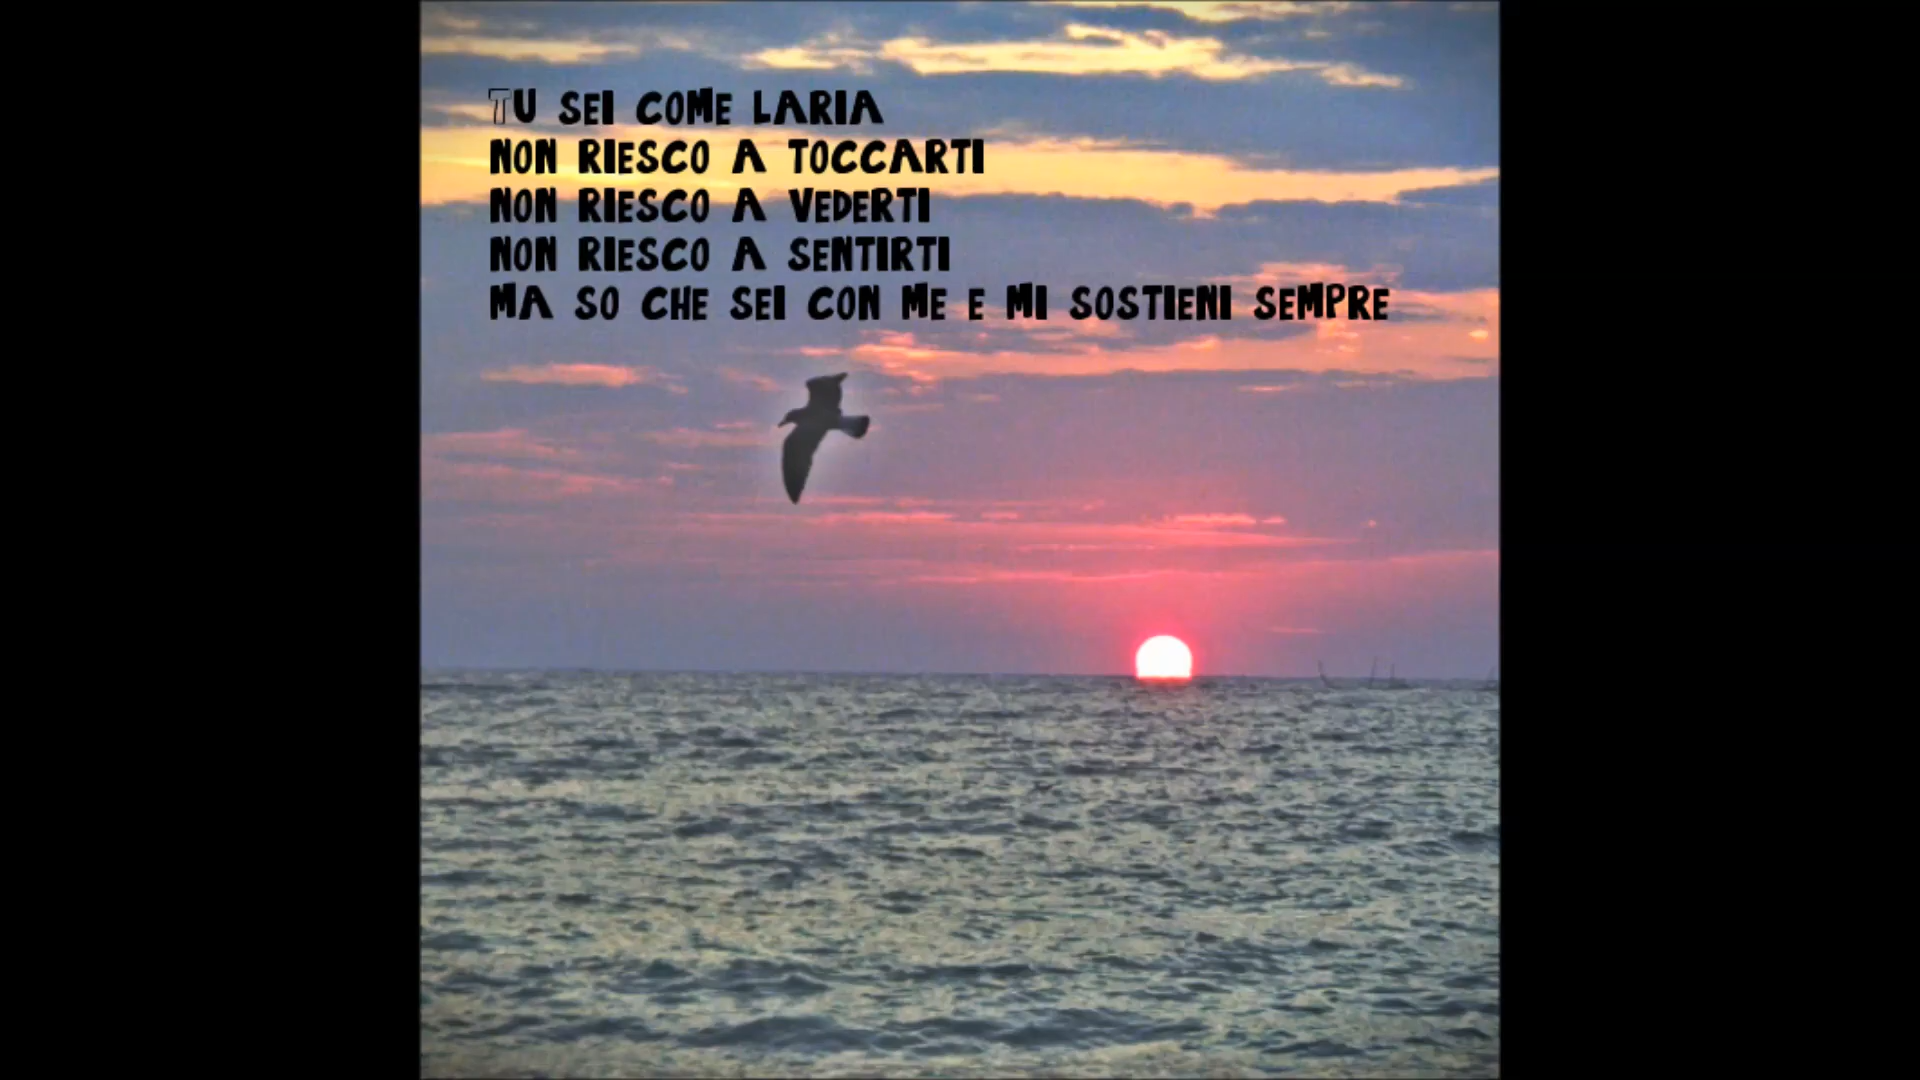 TU SEI COME LARIA
NON RIESCO A TOCCARTI
NON RIESCO A VEDERTI
NON RIESCO A SENTIRTI
MA SO CHE SEI CON ME E MI SOSTIENI SEMPRE